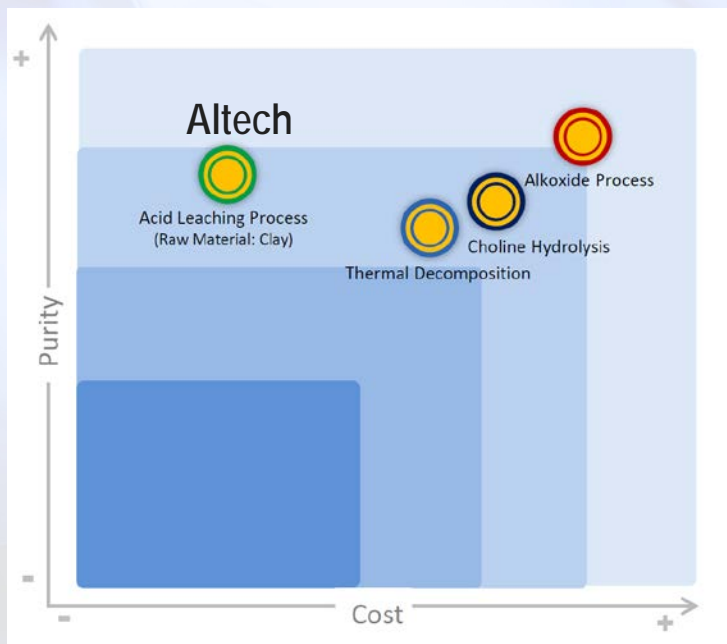 +
Altech
Alkoxide Process
Acid Leaching Process
(Raw Material: Clay)
Choline Hydrolysis
Thermal Decomposition
Purity
-
-
Cost
+